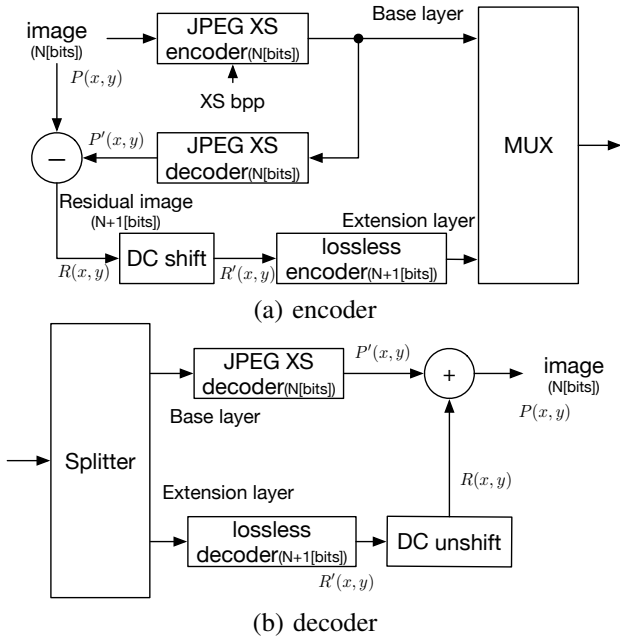 image
(N[bits])
P(x, y)
JPEG XS
encoder(N[bits])
XS bpp
Base layer
MUX
P′(x, y)
JPEG XS
decoder(N[bits])
Residual image
(N+1[bits])
R(x, y)
DC shift
R′(x, y)
Extension layer
lossless
encoder(N+1[bits])
(a) encoder
Splitter
JPEG XS
decoder(N[bits])
Base layer
P′(x, y)
+
image
(N[bits])
P(x, y)
R(x, y)
Extension layer
lossless
decoder(N+1[bits])
R′(x, y)
DC unshift
(b) decoder